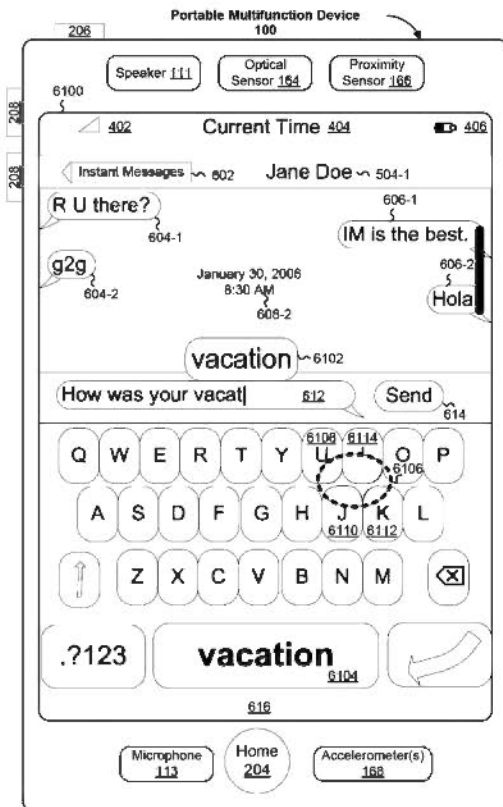 Portable Multifunction Device
100
206
Speaker 111
Optical Sensor 164
Proximity Sensor 166
6100
208
208
402
Current Time 404
406
Instant Messages 602
Jane Doe 504-1
R U there?
604-1
606-1
IM is the best.
g2g
604-2
January 30, 2006
6:30 AM
606-2
608-2
Hola
vacation 6102
How was your vacat 612
Send
614
Q W E R T Y U 6108 I 6114 O P
6106
A S D F G H J 6110 K 6112 L
Z X C V B N M
.?123
vacation
6104
616
Microphone
113
Home
204
Accelerometer(s)
168